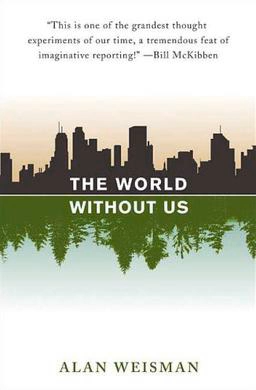 “This is one of the grandest thought
experiments of our time, a tremendous feat of
imaginative reporting!” —Bill McKibben
THE WORLD
WITHOUT US
ALAN WEISMAN